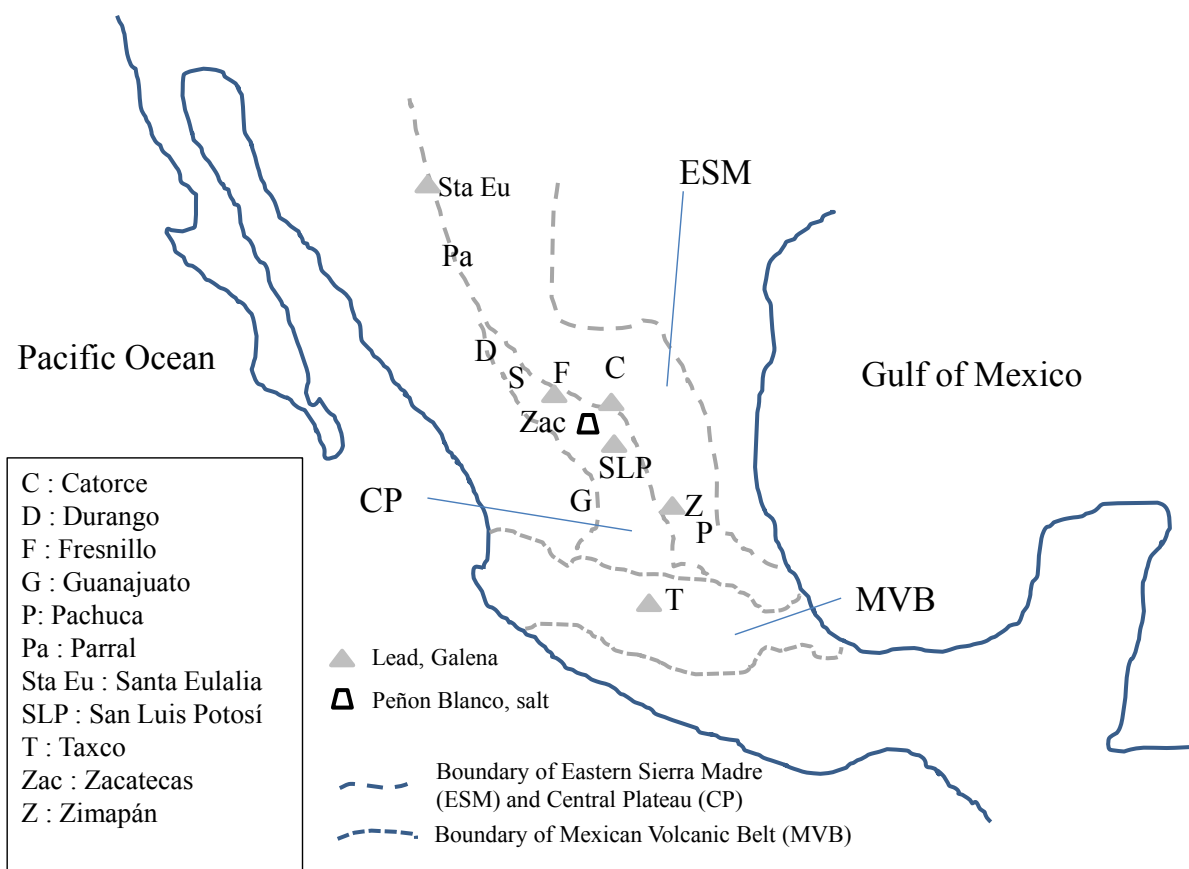 ESM
Sta Eu
Pa
Pacific Ocean
D
S
F
C
Gulf of Mexico
Zac
SLP
CP
G
Z
P
T
MVB
C : Catorce
D : Durango
F : Fresnillo
G : Guanajuato
P: Pachuca
Pa : Parral
Sta Eu : Santa Eulalia
SLP : San Luis Potosí
T : Taxco
Zac : Zacatecas
Z : Zimapán
Lead, Galena
Peñon Blanco, salt
Boundary of Eastern Sierra Madre
(ESM) and Central Plateau (CP)
Boundary of Mexican Volcanic Belt (MVB)